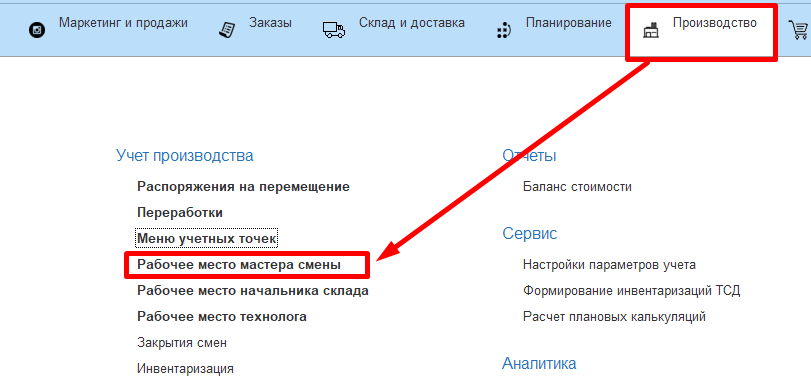 Маркетинг и продажи
Заказы
Склад и доставка
Планирование
Производство
Учет производства
Распоряжения на перемещение
Переработки
Меню учетных точек
Рабочее место мастера смены
Рабочее место начальника склада
Рабочее место технолога
Закрытия смен
Инвентаризация
Отчеты
Баланс стоимости
Сервис
Настройки параметров учета
Формирование инвентаризаций ТСД
Расчет плановых калькуляций
Аналитика